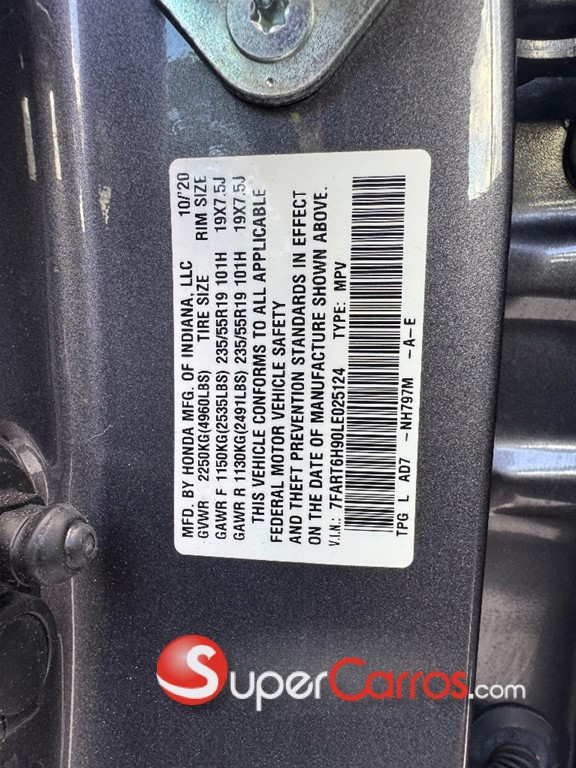 MFD. BY HONDA MFG. OF INDIANA, LLC 10/'20
GVWR 2250KG(4960LBS) TIRE SIZE RIM SIZE
GAWR F 1150KG(2535LBS) 235/55R19 101H 19X7.5J
GAWR R 1130KG(2491LBS) 235/55R19 101H 19X7.5J
THIS VEHICLE CONFORMS TO ALL APPLICABLE
FEDERAL MOTOR VEHICLE SAFETY
AND THEFT PREVENTION STANDARDS IN EFFECT
ON THE DATE OF MANUFACTURE SHOWN ABOVE.
V.I.N.: 7FART6H90LE025124 TYPE: MPV
TPG L AD7 -NH797M -A-E
SUPERCARROS.com